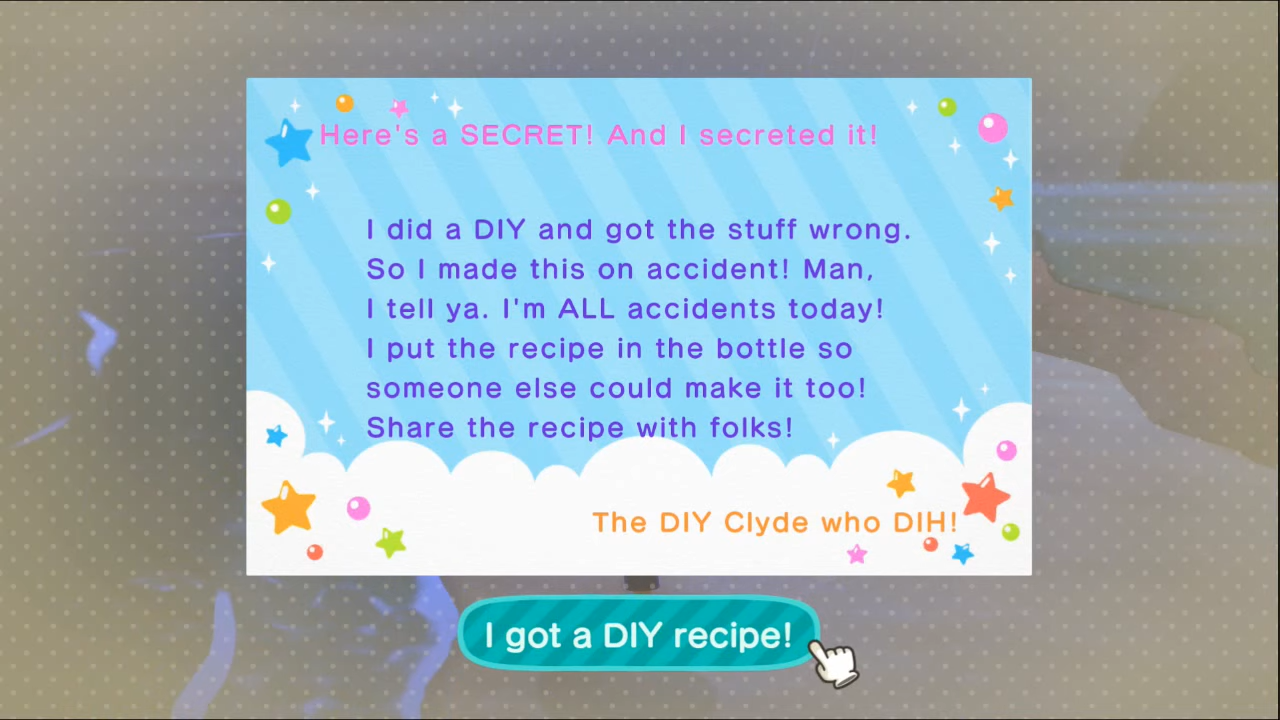 Here's a SECRET! And I secreted it!
I did a DIY and got the stuff wrong.
So I made this on accident! Man,
I tell ya. I'm ALL accidents today!
I put the recipe in the bottle so
someone else could make it too!
Share the recipe with folks!
The DIY Clyde who DIH!
I got a DIY recipe!